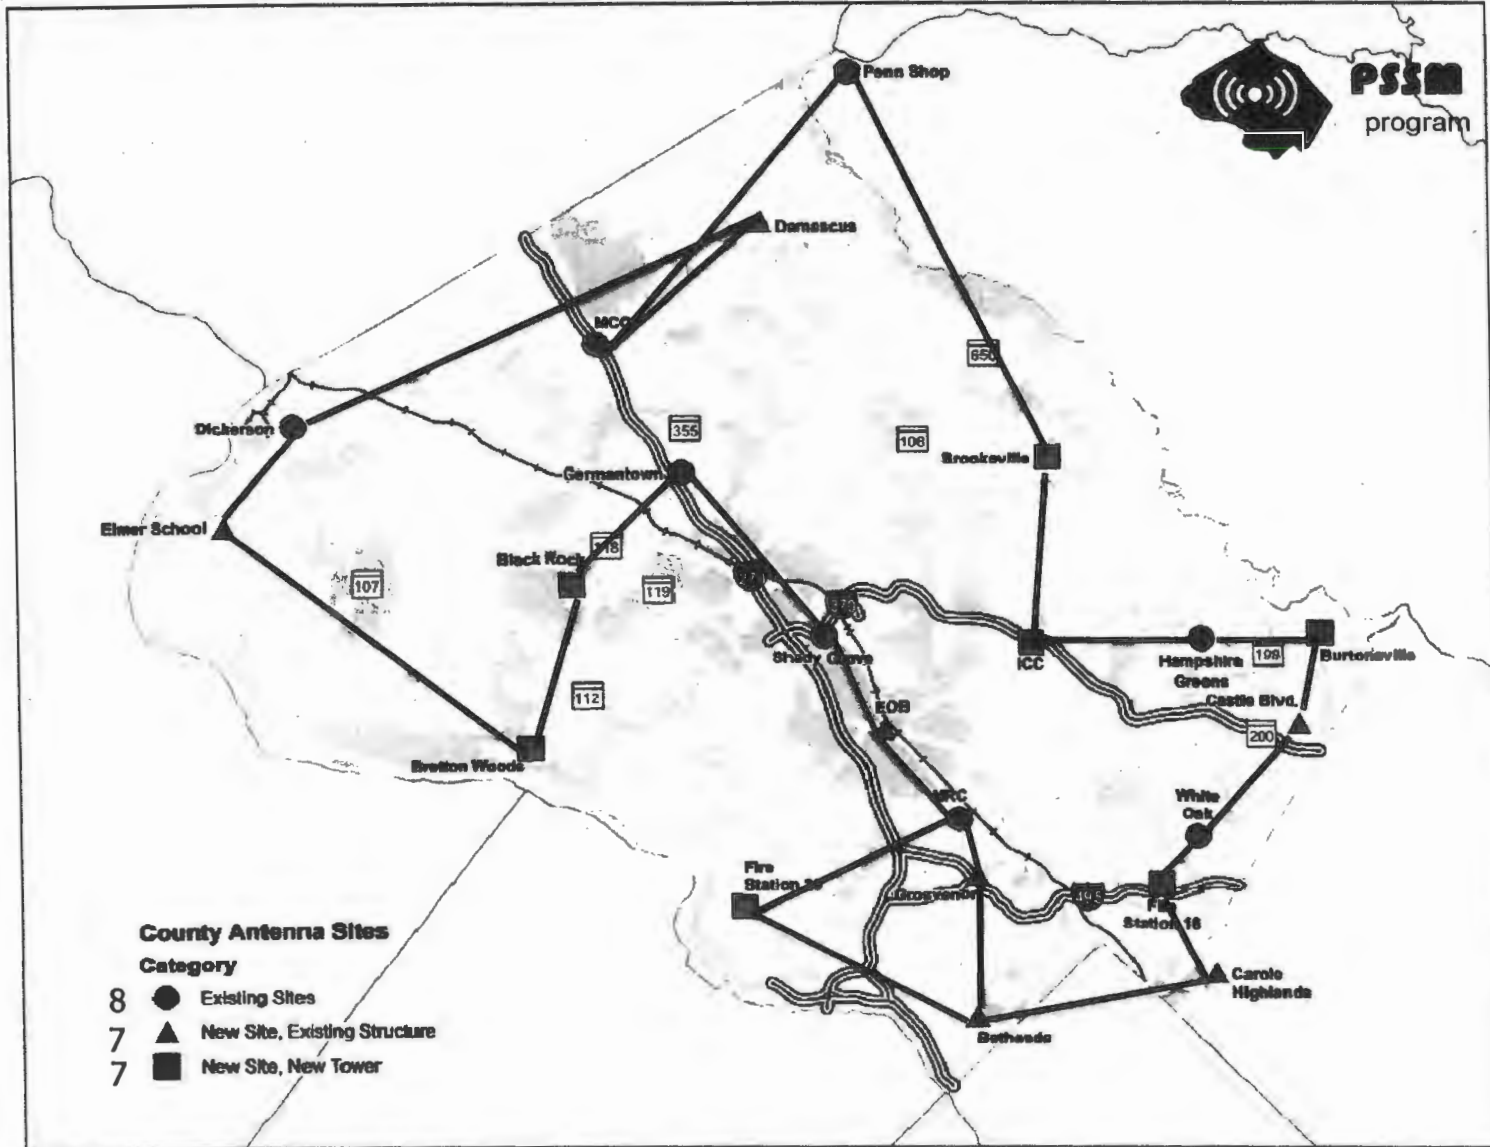 Penn Shop
PSSM
program
Damascus
MCC
650
Dickerson
355
108
Germantown
Brookeville
Elmer School
118
Black Rock
107
119
Shady Grove
ICC
Hampshire
Greens
198
Burtonsville
112
EOB
Castle Blvd.
200
Bretton Woods
White
Oak
Fire
Station
Grosvenor
Station 16
Carole
Highlands
Bethesda
County Antenna Sites
Category
8 Existing Sites
7 New Site, Existing Structure
7 New Site, New Tower